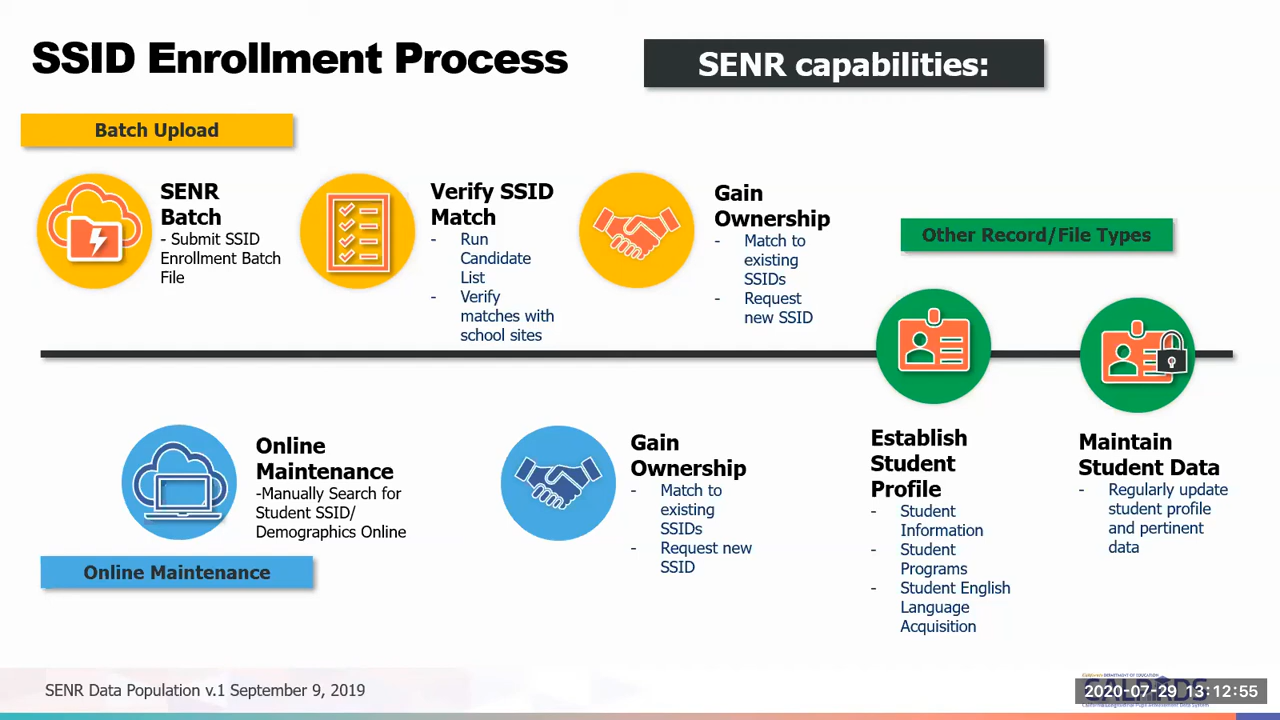 SSID Enrollment Process
SENR capabilities:
Batch Upload
SENR
Batch
- Submit SSID
Enrollment Batch
File
Verify SSID
Match
- Run
Candidate
List
- Verify
matches with
school sites
Gain
Ownership
- Match to
existing
SSIDs
- Request
new SSID
Other Record/File Types
Online
Maintenance
-Manually Search for
Student SSID/
Demographics Online
Online Maintenance
Gain
Ownership
- Match to
existing
SSIDs
- Request new
SSID
Establish
Student
Profile
- Student
Information
- Student
Programs
- Student English
Language
Acquisition
Maintain
Student Data
- Regularly update
student profile
and pertinent
data
SENR Data Population v.1 September 9, 2019
2020-07-29 13:12:55